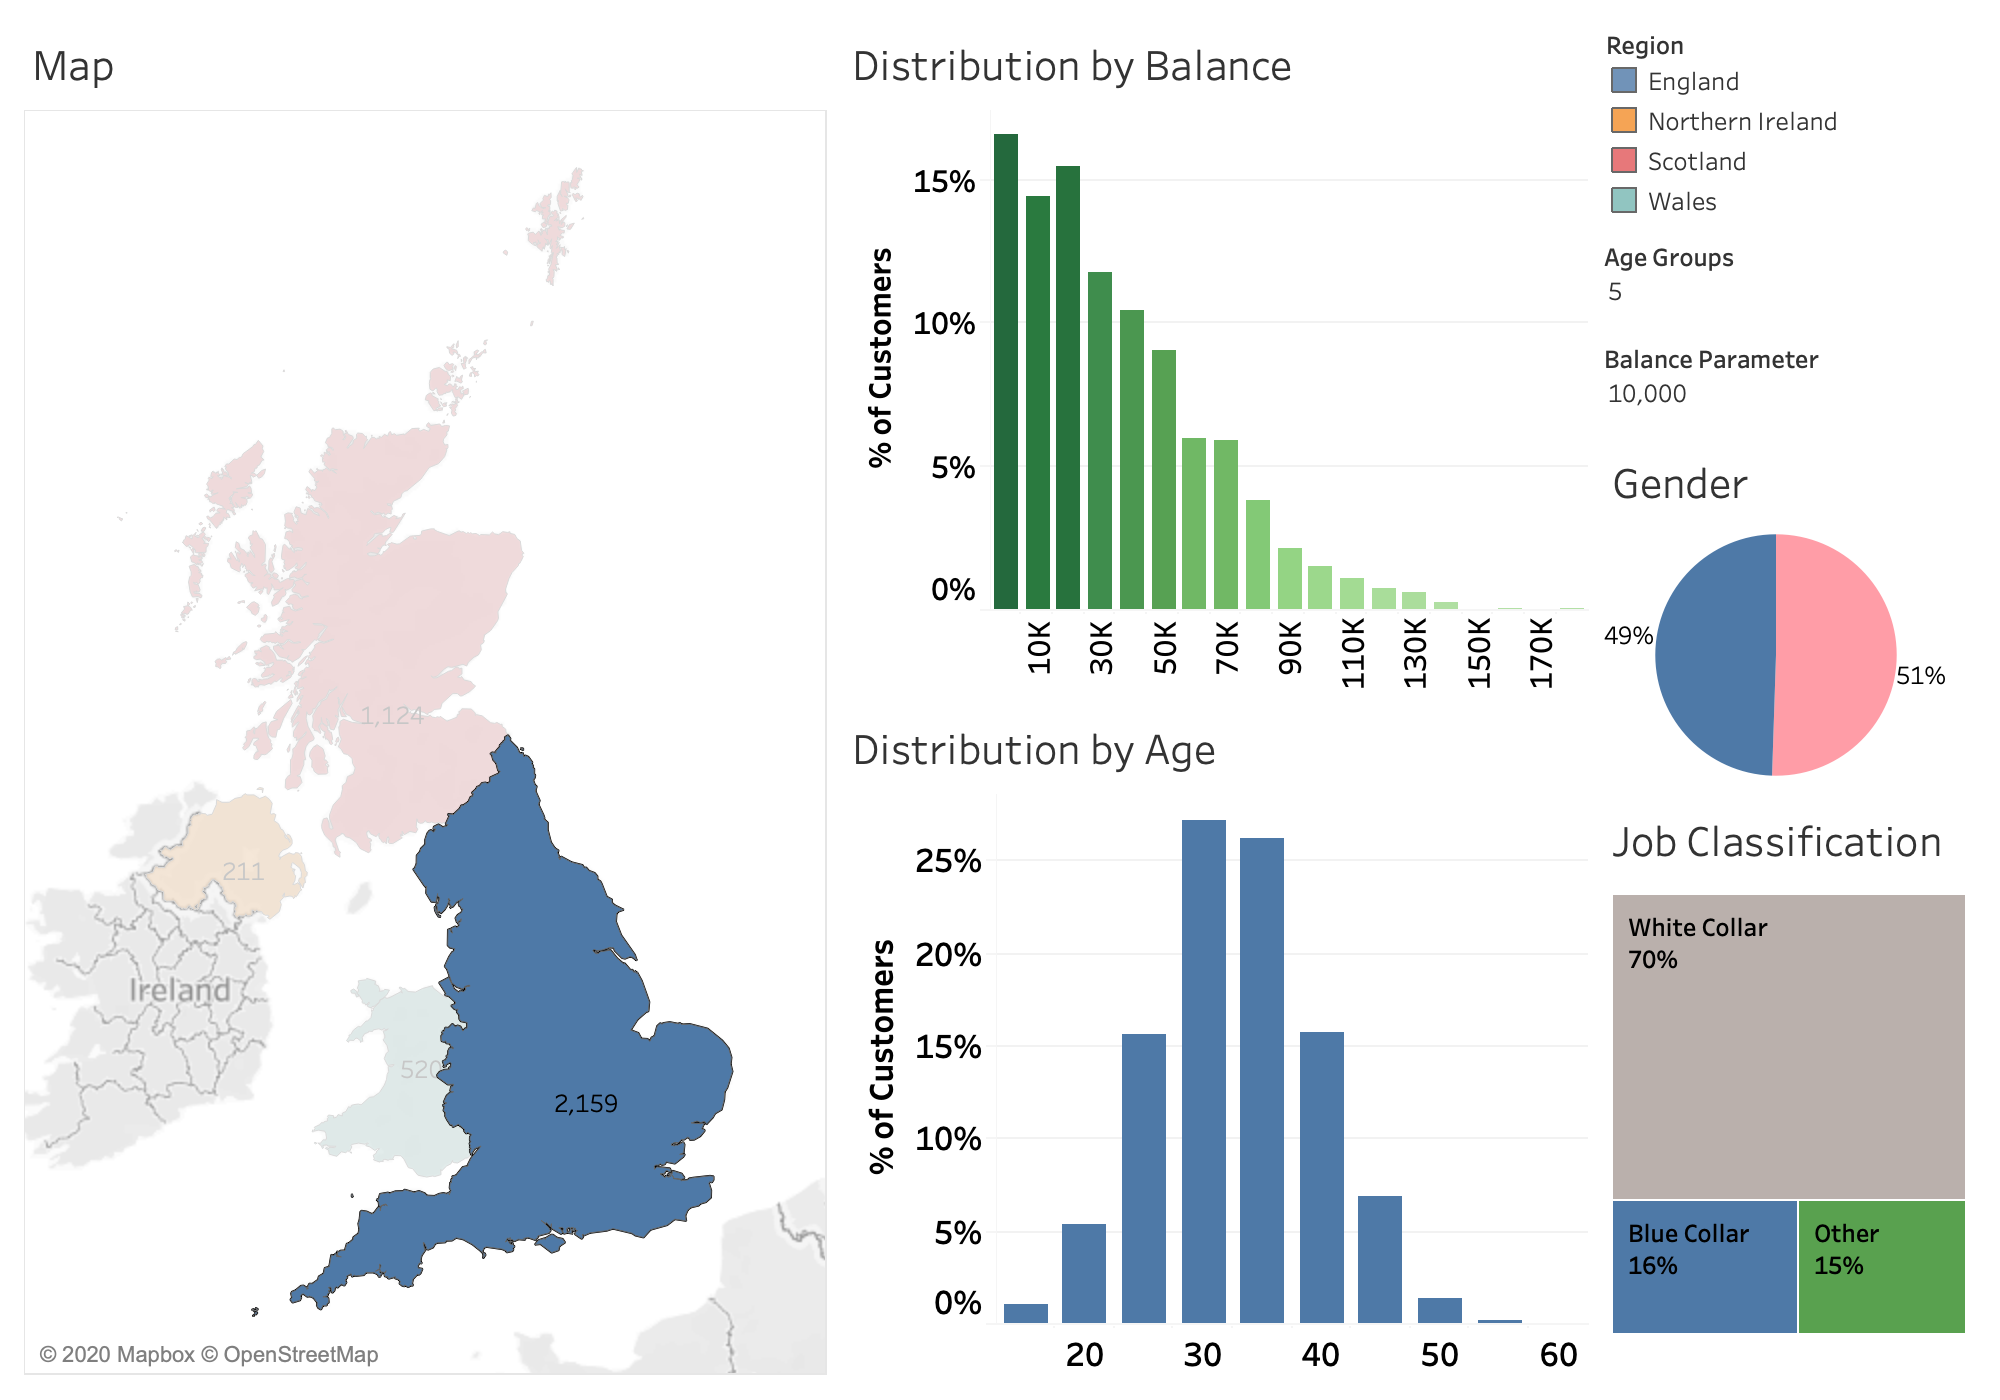 Map
1,124
211
Ireland
520
2,159
© 2020 Mapbox © OpenStreetMap
Distribution by Balance
% of Customers
15%
10%
5%
0%
10K
30K
50K
70K
90K
110K
130K
150K
170K
Distribution by Age
% of Customers
25%
20%
15%
10%
5%
0%
20
30
40
50
60
Region
England
Northern Ireland
Scotland
Wales
Age Groups
5
Balance Parameter
10,000
Gender
49%
51%
Job Classification
White Collar
70%
Blue Collar
16%
Other
15%